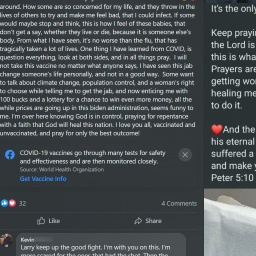 around. How some are so concerned for my life, and they throw in the
lives of others to try and make me feel bad, that I could infect. If some
would maybe stop and think, this is how I feel of these babies, that
don't get a say, whether they live or die, because it is someone else's
body. From what I have seen, it's no worse than the flu, that has
tragically taken a lot of lives. One thing I have learned from COVID, is
question everything, look at both sides, and in all things pray. I will
not take this vaccine no matter what anyone says. I have seen this jab
change someone's life personally, and not in a good way. Some want
to talk about climate change, population control, and a woman's right
to choose while telling me to get the jab, and now enticing me with
100 bucks and a lottery for a chance to win even more money, all the
while prices are going up in this biden administration, seems funny to
me. I'm over here knowing God is in control, praying for repentance
with a faith that God will heal this nation. I love you all, vaccinated and
unvaccinated, and pray for only the best outcome!
COVID-19 vaccines go through many tests for safety
and effectiveness and are then monitored closely.
Source: World Health Organization
Get Vaccine Info
32
4 Comments
Like
Share
Kevin
Larry keep up the good fight. I'm with you on this. I'm
It's the only
Keep praying
the Lord is
this is what
Prayers are
getting wo
healing me
to do it.
And the
his eternal
suffered a
and make y
Peter 5:10